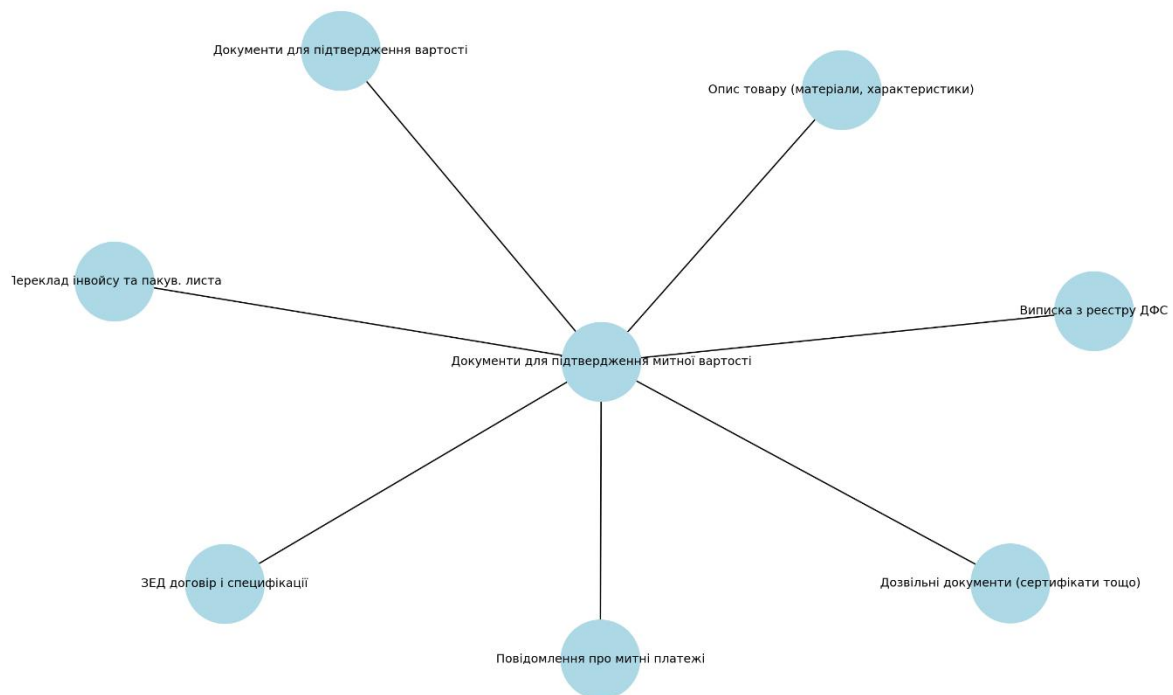 Документи для підтвердження вартості
Опис товару (матеріали, характеристики)
інвойсу та пакув. листа
Виписка з реєстру ДФС
Документи для підтвердження митної вартості
ЗЕД договір і специфікації
Дозвільні документи (сертифікати тощо)
Повідомлення про митні платежі